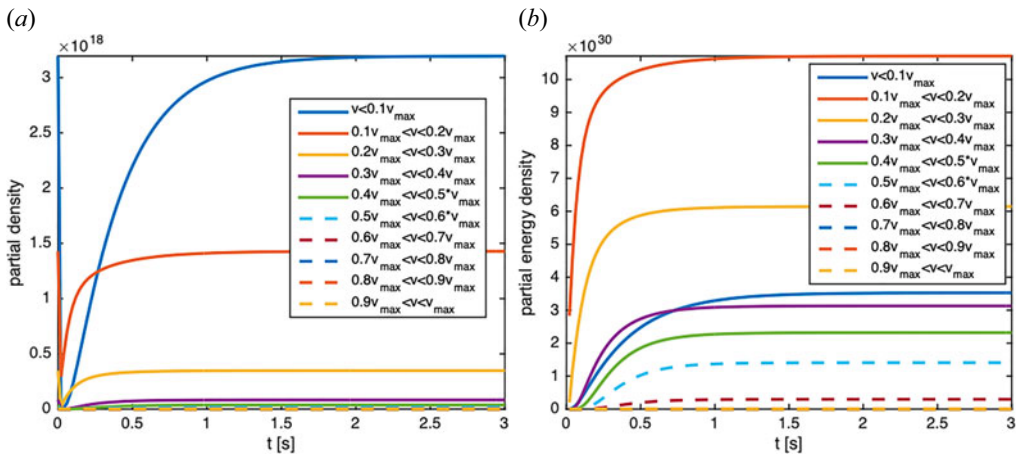 (a)
×10^18
3
2.5
2
1.5
1
0.5
0
partial density
0 0.5 1 1.5 2 2.5 3
t [s]
v<0.1v_max
0.1v_max<v<0.2v_max
0.2v_max<v<0.3v_max
0.3v_max<v<0.4v_max
0.4v_max<v<0.5*v_max
0.5v_max<v<0.6*v_max
0.6v_max<v<0.7v_max
0.7v_max<v<0.8v_max
0.8v_max<v<0.9v_max
0.9v_max<v<v_max
(b)
×10^30
10
9
8
7
6
5
4
3
2
1
0
partial energy density
0 0.5 1 1.5 2 2.5 3
t [s]
v<0.1v_max
0.1v_max<v<0.2v_max
0.2v_max<v<0.3v_max
0.3v_max<v<0.4v_max
0.4v_max<v<0.5*v_max
0.5v_max<v<0.6*v_max
0.6v_max<v<0.7v_max
0.7v_max<v<0.8v_max
0.8v_max<v<0.9v_max
0.9v_max<v<v_max